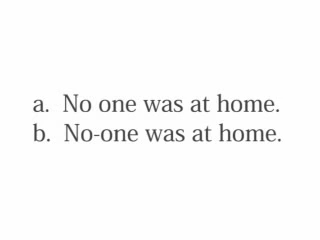 a. No one was at home.
b. No-one was at home.